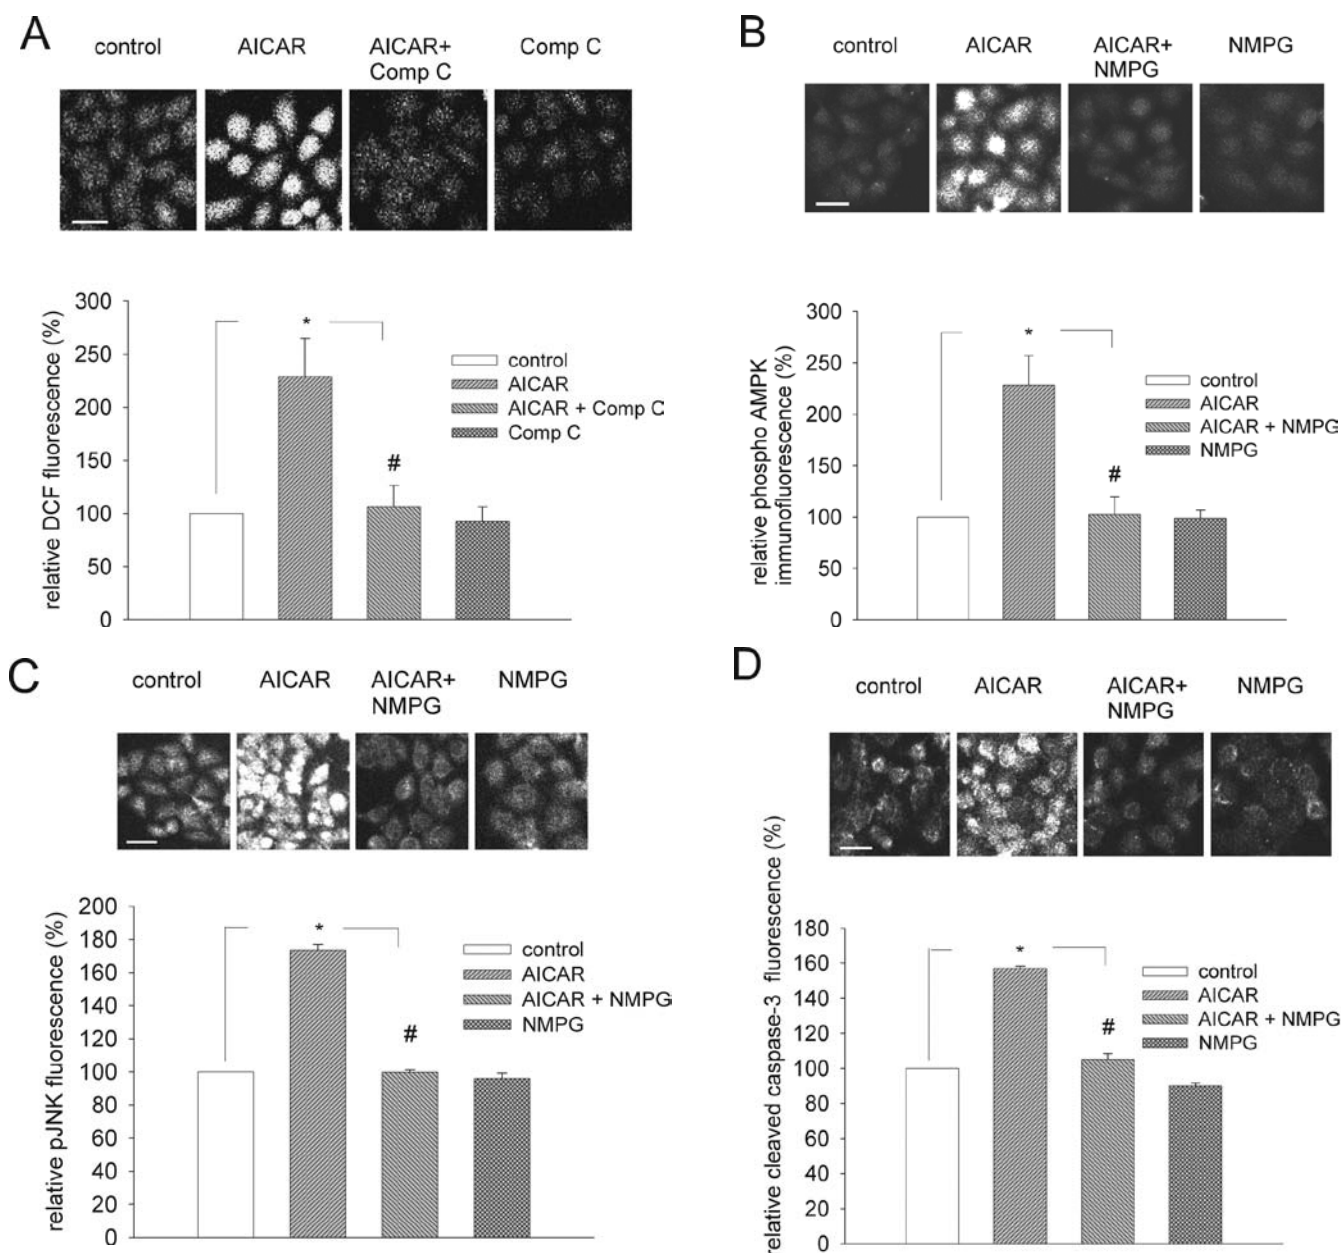 A
control
AICAR
AICAR+
Comp C
Comp C
relative DCF fluorescence (%)
300
250
200
150
100
50
0
*
#
control
AICAR
AICAR + Comp C
Comp C
B
control
AICAR
AICAR+
NMPG
NMPG
relative phospho AMPK
immunofluorescence (%)
300
250
200
150
100
50
0
*
#
control
AICAR
AICAR + NMPG
NMPG
C
control
AICAR
AICAR+
NMPG
NMPG
relative pJNK fluorescence (%)
200
180
160
140
120
100
80
60
40
20
0
*
#
control
AICAR
AICAR + NMPG
NMPG
D
control
AICAR
AICAR+
NMPG
NMPG
relative cleaved caspase-3 fluorescence (%)
180
160
140
120
100
80
60
40
20
0
*
#
control
AICAR
AICAR + NMPG
NMPG